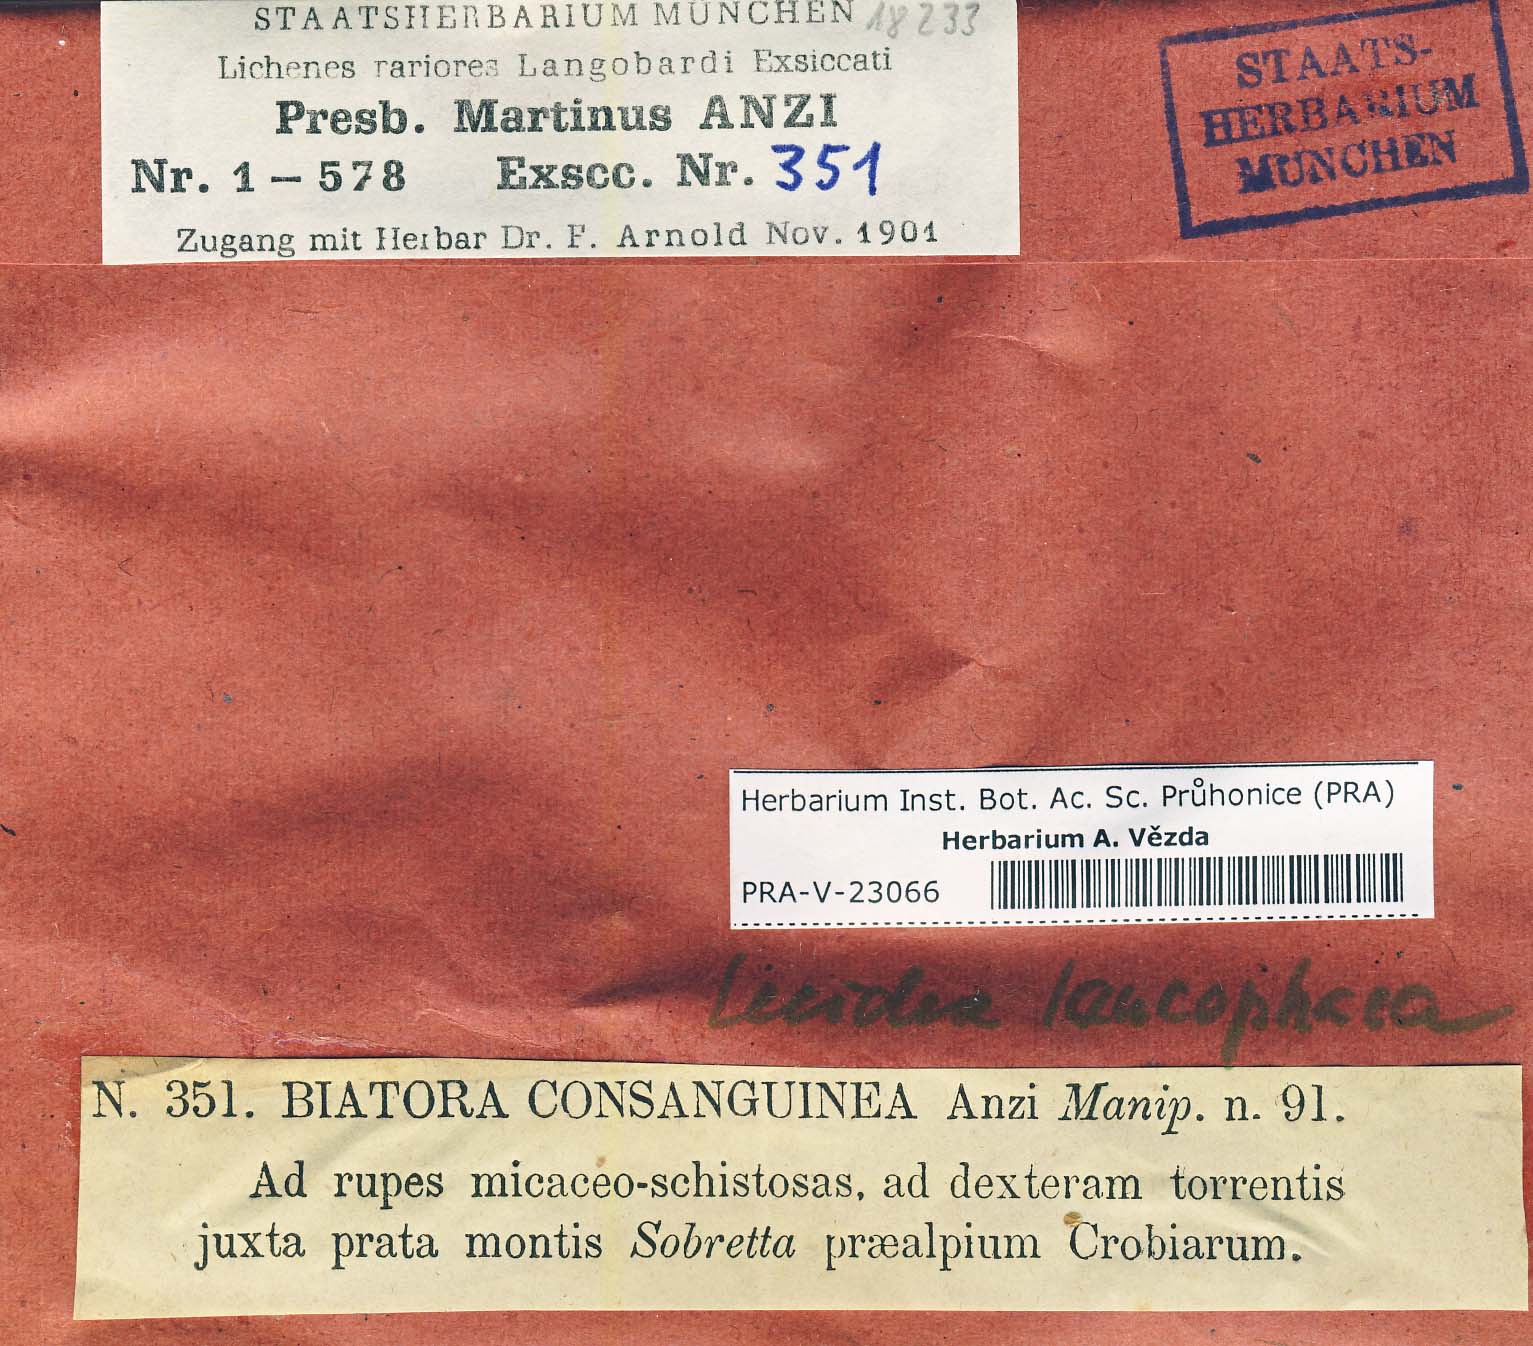 STAATSHERBARIUM MÜNCHEN 18233
Lichenes rariores Langobardi Exsiccati
Presb. Martinus ANZI
Nr. 1 – 578 Exscc. Nr. 351
Zugang mit Herbar Dr. F. Arnold Nov. 1901
STAATS-
HERBARIUM
MÜNCHEN
Herbarium Inst. Bot. Ac. Sc. Průhonice (PRA)
Herbarium A. Vězda
PRA-V-23066
Lecidea
N. 351. BIATORA CONSANGUINEA Anzi Manip. n. 91.
Ad rupes micaceo-schistosas, ad dexteram torrentis
juxta prata montis Sobretta præalpium Crobiarum.